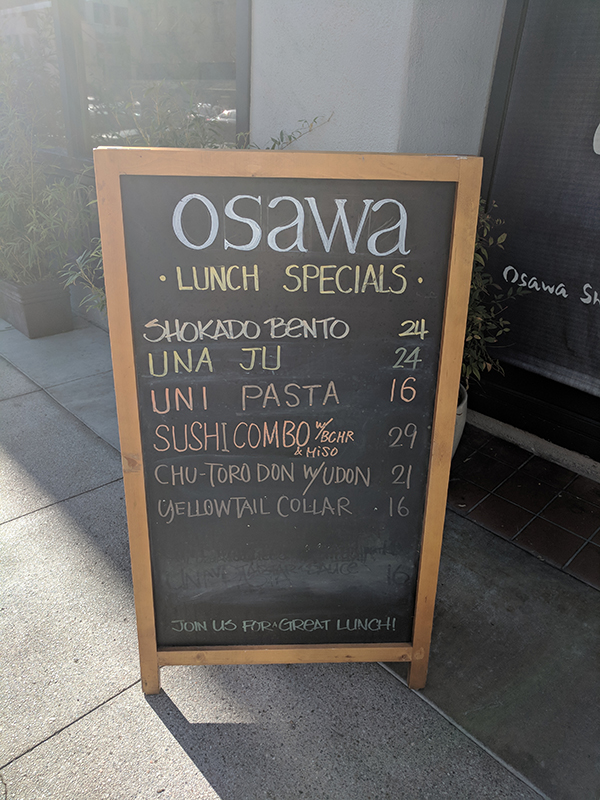 osawa
· LUNCH SPECIALS ·
SHOKADO BENTO 24
UNA JU 24
UNI PASTA 16
SUSHI COMBO W/BCHR & MISO 29
CHU-TORO DON W/UDON 21
YELLOWTAIL COLLAR · 16
16
JOIN US FOR A GREAT LUNCH!
Osawa